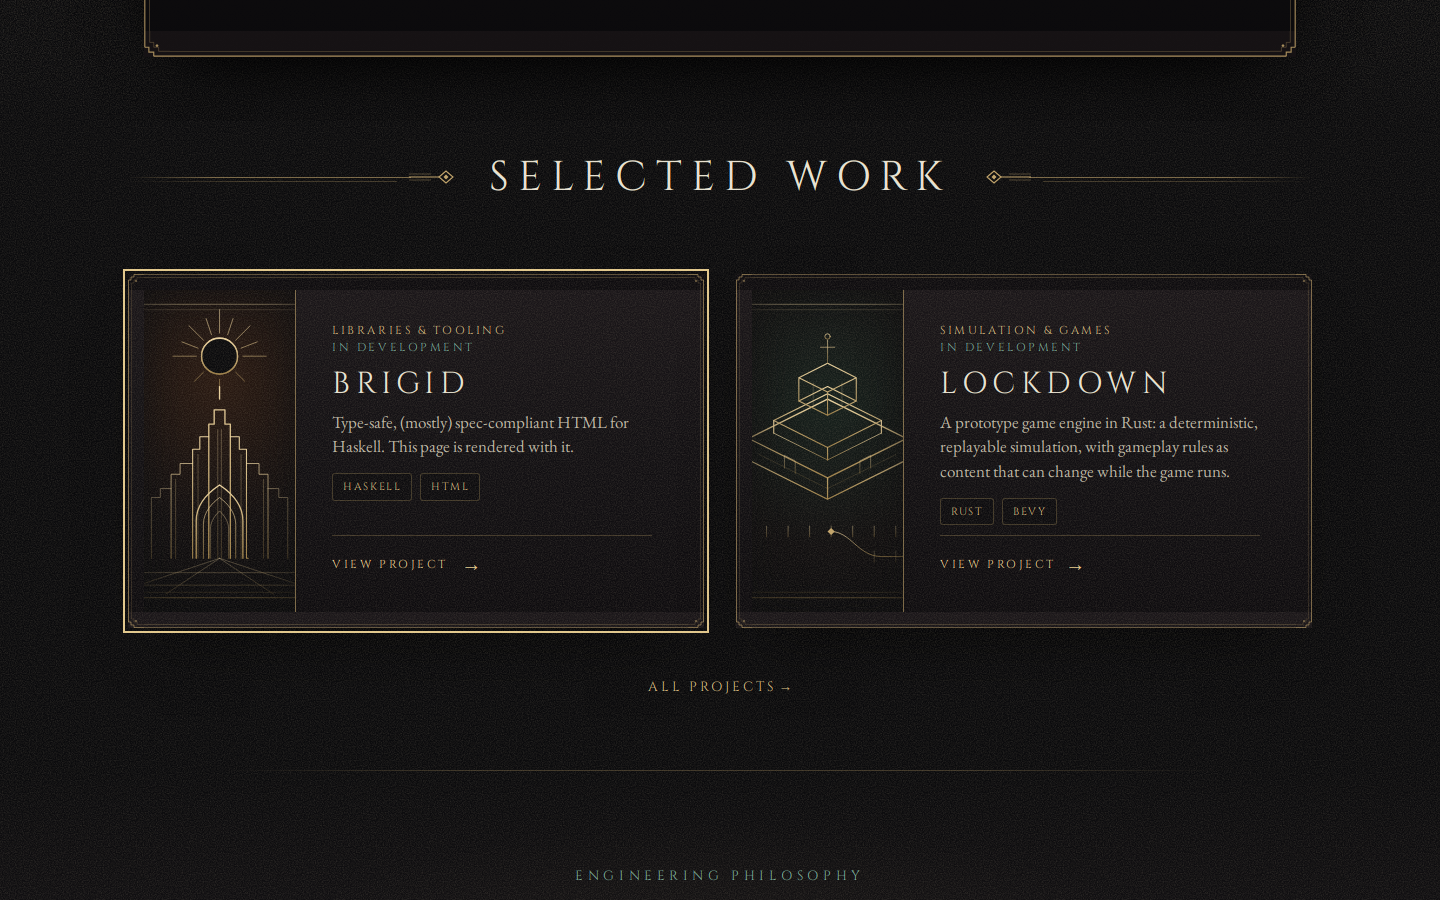 SELECTED WORK
LIBRARIES & TOOLING
IN DEVELOPMENT
BRIGID
Type-safe, (mostly) spec-compliant HTML for
Haskell. This page is rendered with it.
HASKELL HTML
VIEW PROJECT →
SIMULATION & GAMES
IN DEVELOPMENT
LOCKDOWN
A prototype game engine in Rust: a deterministic,
replayable simulation, with gameplay rules as
content that can change while the game runs.
RUST BEVY
VIEW PROJECT →
ALL PROJECTS →
ENGINEERING PHILOSOPHY